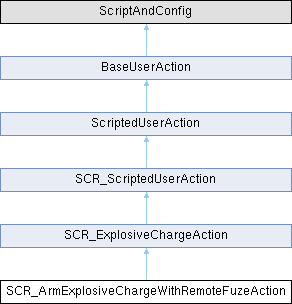 ScriptAndConfig
BaseUserAction
ScriptedUserAction
SCR_ScriptedUserAction
SCR_ExplosiveChargeAction
SCR_ArmExplosiveChargeWithRemoteFuzeAction